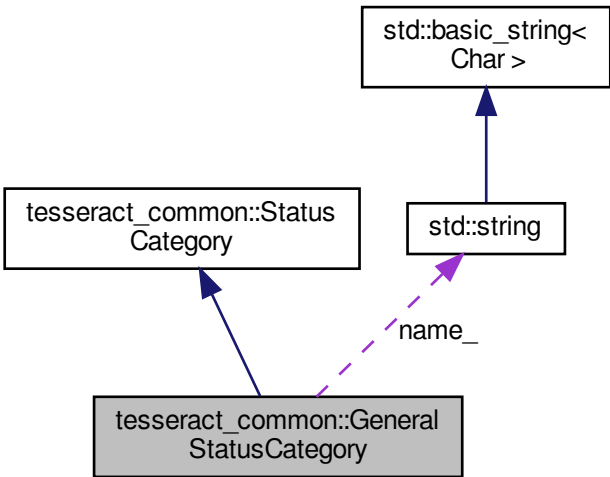 std::basic_string<
Char >
tesseract_common::Status
Category
std::string
name_
tesseract_common::General
StatusCategory